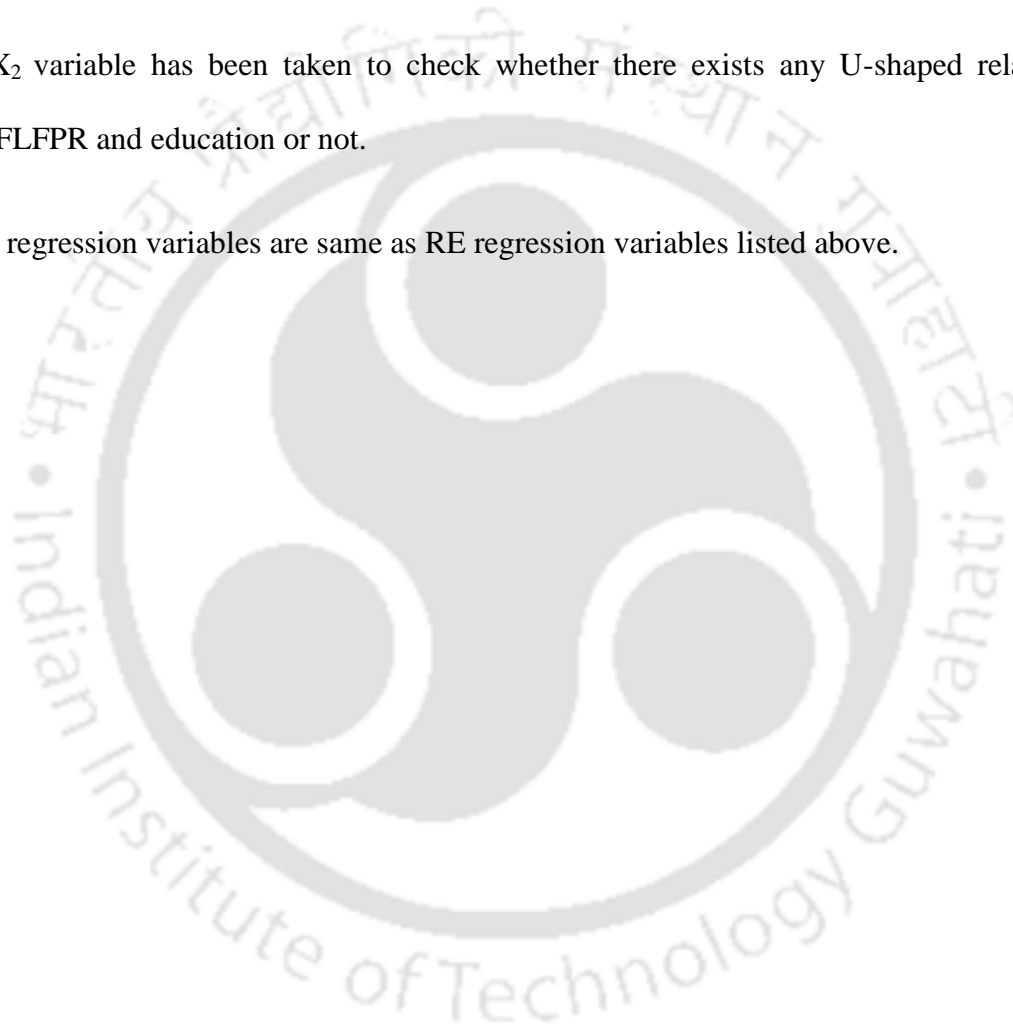 X₂ variable has been taken to check whether there exists any U-shaped
FLFPR and education or not.
regression variables are same as RE regression variables listed above.
भारतीय प्रौद्योगिकी संस्थान गुवाहाटी
• Indian Institute of Technology Guwahati •